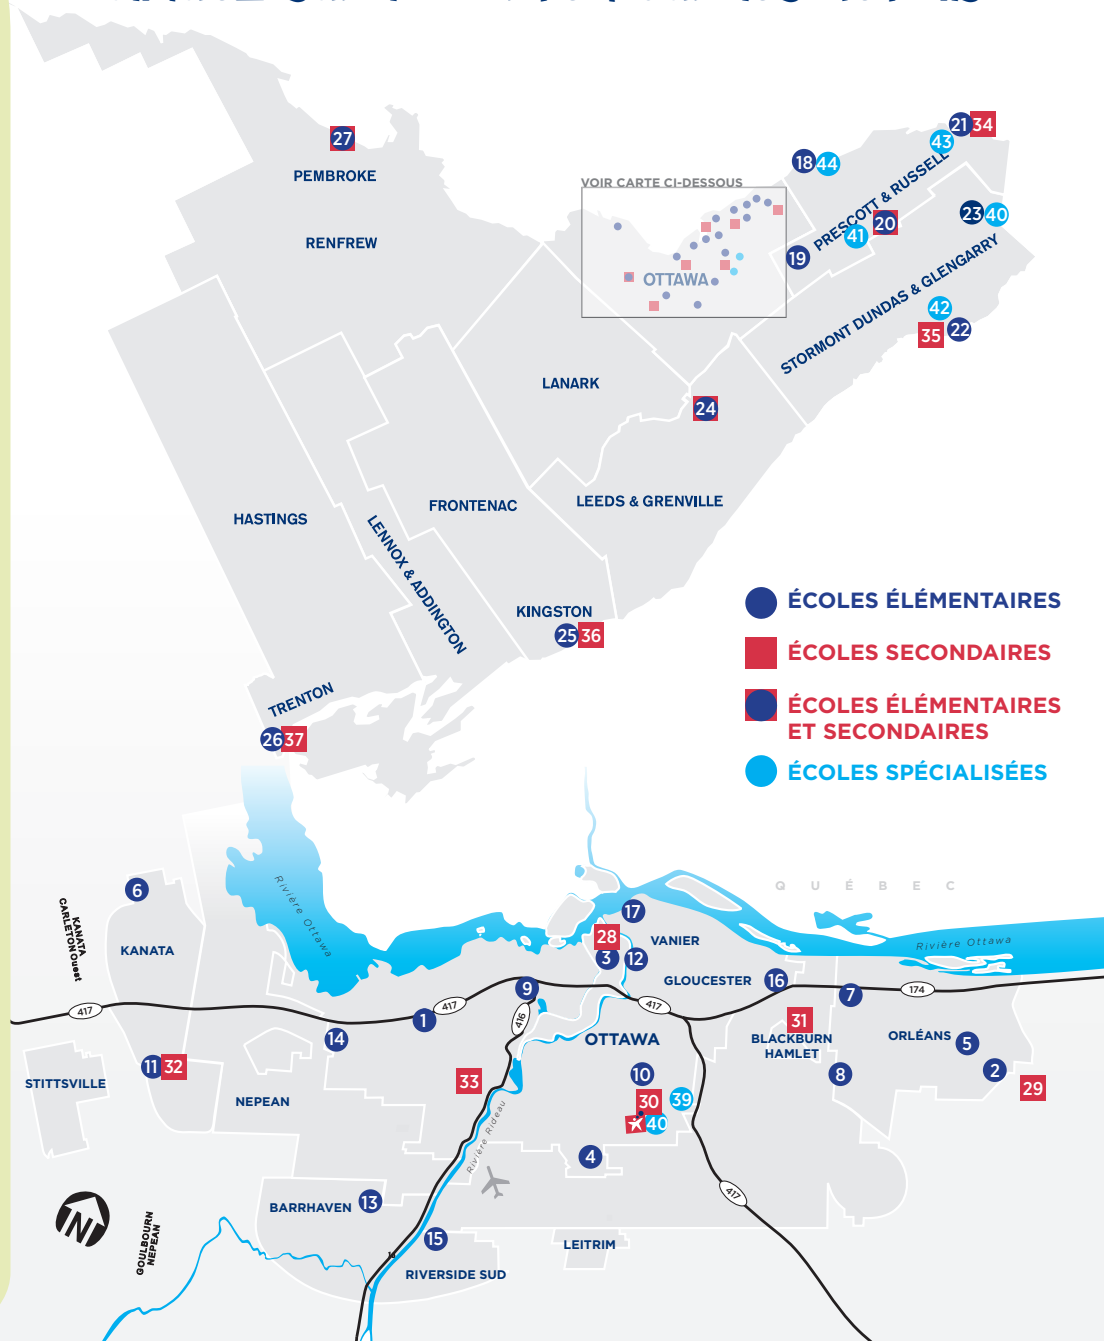 27
PEMBROKE
RENFREW
VOIR CARTE CI-DESSOUS
OTTAWA
18
44
21
34
43
PRESCOTT & RUSSELL
20
41
19
23
40
STORMONT DUNDAS & GLENGARRY
42
35
22
LANARK
24
LEEDS & GRENVILLE
FRONTENAC
HASTINGS
LENNOX & ADDINGTON
KINGSTON
25
36
TRENTON
26
37
ÉCOLES ÉLÉMENTAIRES
ÉCOLES SECONDAIRES
ÉCOLES ÉLÉMENTAIRES
ET SECONDAIRES
ÉCOLES SPÉCIALISÉES
QUÉBEC
Rivière Ottawa
Rivière Ottawa
6
KANATA
CARLETON Ouest
KANATA
17
28
VANIER
3
12
GLOUCESTER
16
9
7
174
417
417
416
417
1
14
OTTAWA
31
BLACKBURN
HAMLET
ORLÉANS
5
11
32
STITTSVILLE
NEPEAN
33
10
8
2
29
30
39
40
Rivière Rideau
4
417
N
GOULBOURN
NEPEAN
BARRHAVEN
13
15
16
LEITRIM
RIVERSIDE SUD